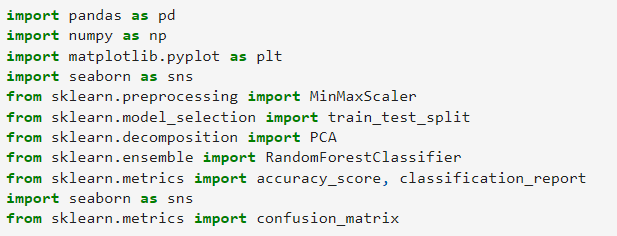 import pandas as pd
import numpy as np
import matplotlib.pyplot as plt
import seaborn as sns
from sklearn.preprocessing import MinMaxScaler
from sklearn.model_selection import train_test_split
from sklearn.decomposition import PCA
from sklearn.ensemble import RandomForestClassifier
from sklearn.metrics import accuracy_score, classification_report
import seaborn as sns
from sklearn.metrics import confusion_matrix